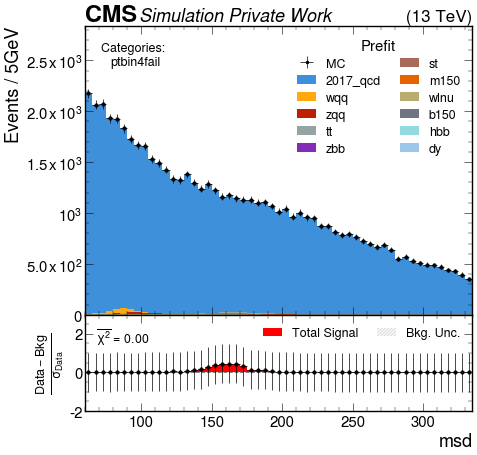 CMS Simulation Private Work (13 TeV)
Events / 5GeV
2.5 x 10³
2.0 x 10³
1.5 x 10³
10³
5.0 x 10²
0
Categories:
ptbin4fail
Prefit
MC
2017_qcd
wqq
zqq
tt
zbb
st
m150
wlnu
b150
hbb
dy
Data − Bkg
σData
2
0
-2
χ² = 0.00
Total Signal
Bkg. Unc.
100 150 200 250 300
msd